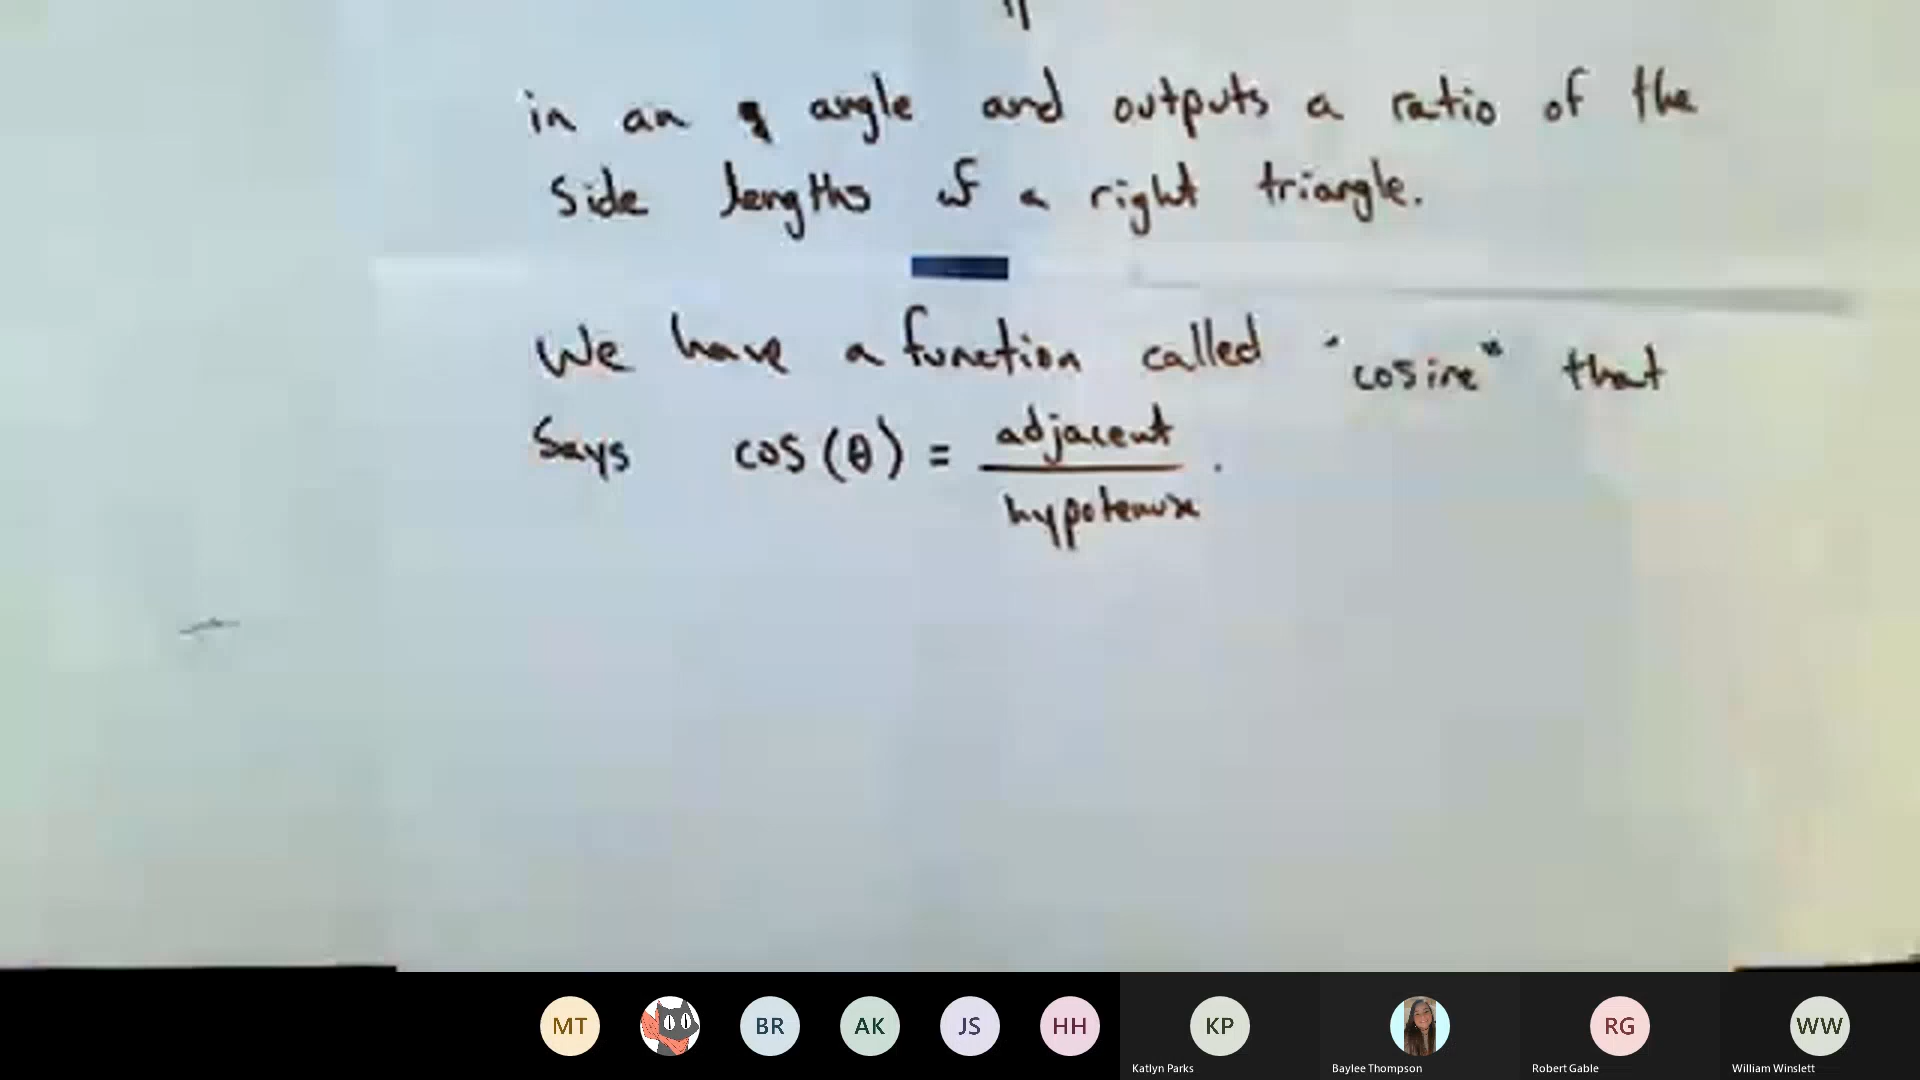 in an angle and outputs a ratio of the
side lengths of a right triangle.
We have a function called "cosine" that
says cos(θ) = adjacent / hypotenuse .
MT BR AK JS HH KP RG WW
Katlyn Parks Baylee Thompson Robert Gable William Winslett